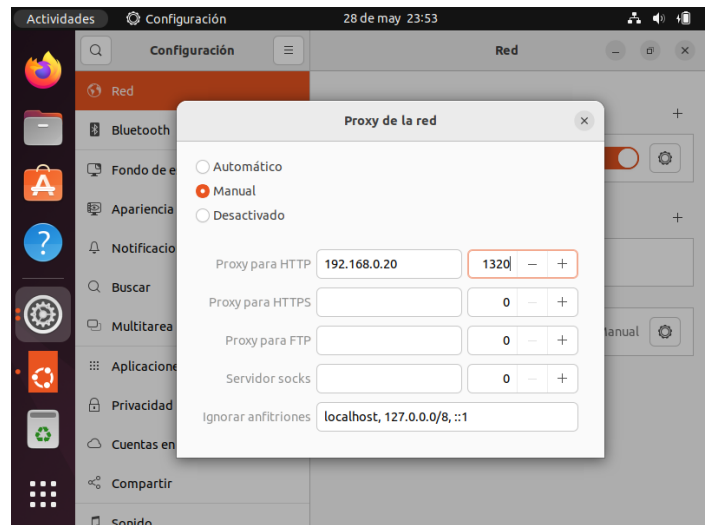 Actividades Configuración 28 de may 23:53
Configuración
Red
Red
Bluetooth
Fondo de e
Apariencia
Notificacio
Buscar
Multitarea
Aplicacione
Privacidad
Cuentas en
Compartir
Sonido
Proxy de la red
Automático
Manual
Desactivado
Proxy para HTTP 192.168.0.20 1320
Proxy para HTTPS 0
Proxy para FTP 0
Servidor socks 0
Ignorar anfitriones localhost, 127.0.0.0/8, ::1
Manual